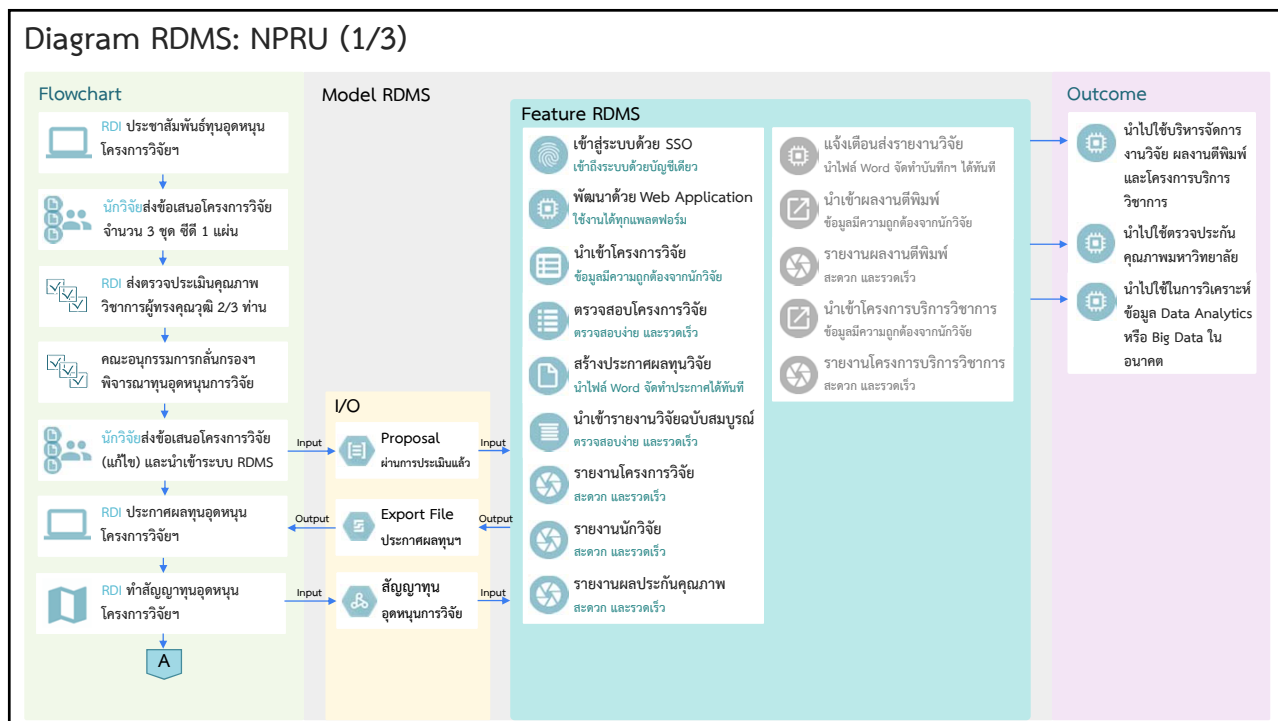 Diagram RDMS: NPRU (1/3)
Flowchart
RDI ประชาสัมพันธ์ทุนอุดหนุน
โครงการวิจัยฯ
นักวิจัยส่งข้อเสนอโครงการวิจัย
จำนวน 3 ชุด ซีดี 1 แผ่น
RDI ส่งตรวจประเมินคุณภาพ
วิชาการผู้ทรงคุณวุฒิ 2/3 ท่าน
คณะอนุกรรมการกลั่นกรองฯ
พิจารณาทุนอุดหนุนการวิจัย
นักวิจัยส่งข้อเสนอโครงการวิจัย
(แก้ไข) และนำเข้าระบบ RDMS
RDI ประกาศผลทุนอุดหนุน
โครงการวิจัยฯ
RDI ทำสัญญาทุนอุดหนุน
โครงการวิจัยฯ
A
Model RDMS
I/O
Input
Proposal
ผ่านการประเมินแล้ว
Input
Output
Export File
ประกาศผลทุนฯ
Output
Input
สัญญาทุน
อุดหนุนการวิจัย
Input
Feature RDMS
เข้าสู่ระบบด้วย SSO
เข้าถึงระบบด้วยบัญชีเดียว
พัฒนาด้วย Web Application
ใช้งานได้ทุกแพลตฟอร์ม
นำเข้าโครงการวิจัย
ข้อมูลมีความถูกต้องจากนักวิจัย
ตรวจสอบโครงการวิจัย
ตรวจสอบง่าย และรวดเร็ว
สร้างประกาศผลทุนวิจัย
นำไฟล์ Word จัดทำประกาศได้ทันที
นำเข้ารายงานวิจัยฉบับสมบูรณ์
ตรวจสอบง่าย และรวดเร็ว
รายงานโครงการวิจัย
สะดวก และรวดเร็ว
รายงานนักวิจัย
สะดวก และรวดเร็ว
รายงานผลประกันคุณภาพ
สะดวก และรวดเร็ว
แจ้งเตือนส่งรายงานวิจัย
นำไฟล์ Word จัดทำบันทึกฯ ได้ทันที
นำเข้าผลงานตีพิมพ์
ข้อมูลมีความถูกต้องจากนักวิจัย
รายงานผลงานตีพิมพ์
สะดวก และรวดเร็ว
นำเข้าโครงการบริการวิชาการ
ข้อมูลมีความถูกต้องจากนักวิจัย
รายงานโครงการบริการวิชาการ
สะดวก และรวดเร็ว
Outcome
นำไปใช้บริหารจัดการ
งานวิจัย ผลงานตีพิมพ์
และโครงการบริการ
วิชาการ
นำไปใช้ตรวจประกัน
คุณภาพมหาวิทยาลัย
นำไปใช้ในการวิเคราะห์
ข้อมูล Data Analytics
หรือ Big Data ใน
อนาคต